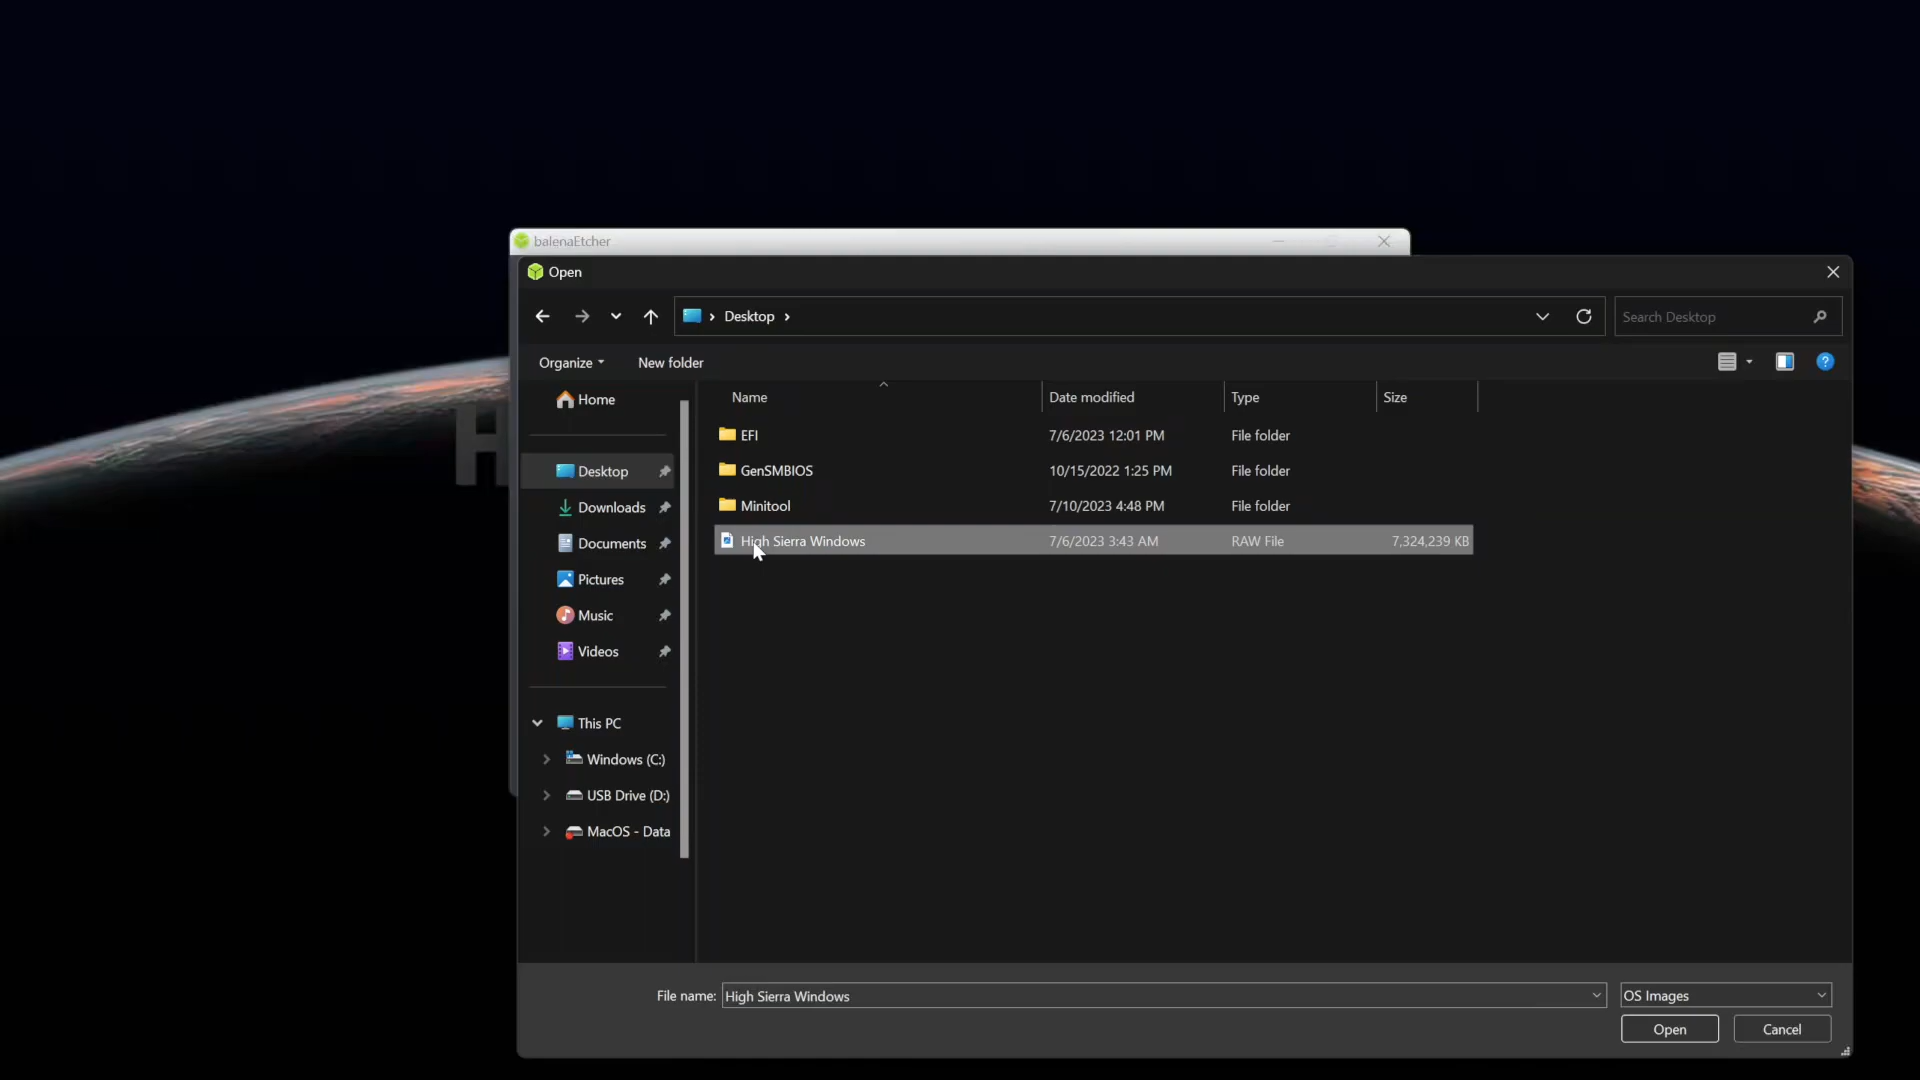 balenaEtcher
Open
Desktop
Search Desktop
Organize
New folder
Home
Desktop
Downloads
Documents
Pictures
Music
Videos
This PC
Windows (C:)
USB Drive (D:)
MacOS - Data
Name Date modified Type Size
EFI 7/6/2023 12:01 PM File folder
GenSMBIOS 10/15/2022 1:25 PM File folder
Minitool 7/10/2023 4:48 PM File folder
High Sierra Windows 7/6/2023 3:43 AM RAW File 7,324,239 KB
File name: High Sierra Windows OS Images
Open Cancel